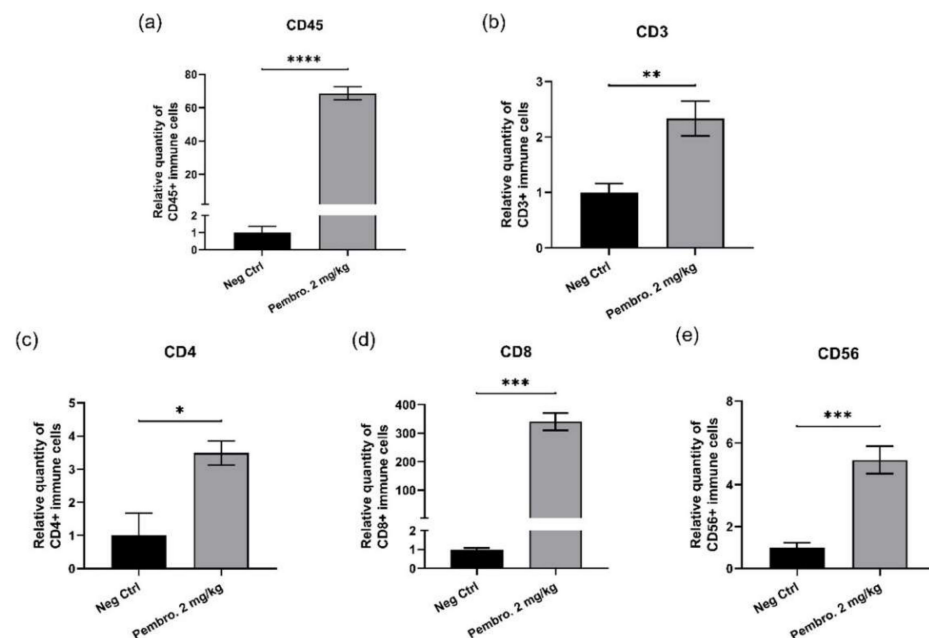 (a)
CD45
****
Relative quantity of
CD45+ immune cells
80
60
40
20
2
1
0
Neg Ctrl
Pembro. 2 mg/kg
(b)
CD3
**
Relative quantity of
CD3+ immune cells
3
2
1
0
Neg Ctrl
Pembro. 2 mg/kg
(c)
CD4
*
Relative quantity of
CD4+ immune cells
5
4
3
2
1
0
Neg Ctrl
Pembro. 2 mg/kg
(d)
CD8
***
Relative quantity of
CD8+ immune cells
400
300
200
100
2
1
0
Neg Ctrl
Pembro. 2 mg/kg
(e)
CD56
***
Relative quantity of
CD56+ immune cells
8
6
4
2
0
Neg Ctrl
Pembro. 2 mg/kg